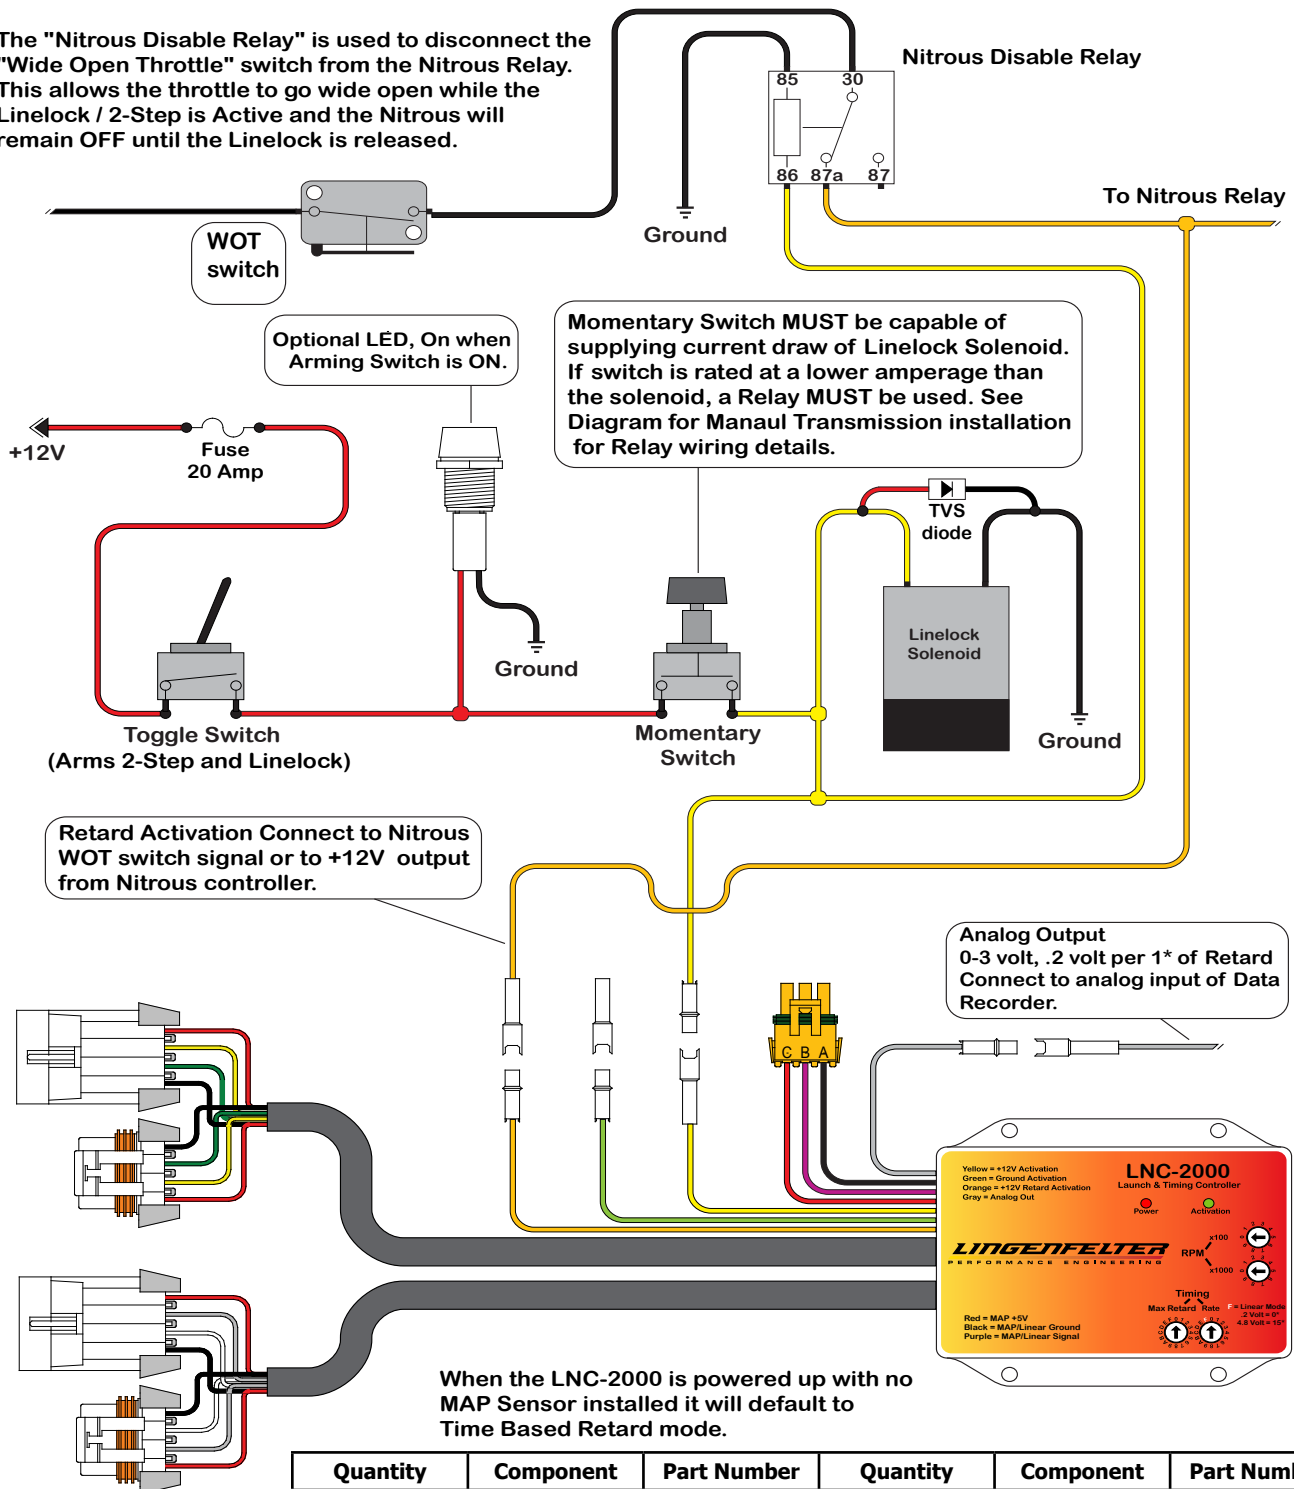 The "Nitrous Disable Relay" is used to disconnect the
"Wide Open Throttle" switch from the Nitrous Relay.
This allows the throttle to go wide open while the
Linelock / 2-Step is Active and the Nitrous will
remain OFF until the Linelock is released.
Nitrous Disable Relay
85 30
86 87a 87
To Nitrous Relay
Ground
WOT
switch
Optional LED, On when
Arming Switch is ON.
Momentary Switch MUST be capable of
supplying current draw of Linelock Solenoid.
If switch is rated at a lower amperage than
the solenoid, a Relay MUST be used. See
Diagram for Manaul Transmission installation
for Relay wiring details.
+12V
Fuse
20 Amp
TVS
diode
Linelock
Solenoid
Ground
Ground
Toggle Switch
(Arms 2-Step and Linelock)
Momentary
Switch
Retard Activation Connect to Nitrous
WOT switch signal or to +12V output
from Nitrous controller.
Analog Output
0-3 volt, .2 volt per 1* of Retard
Connect to analog input of Data
Recorder.
C B A
Yellow = +12V Activation
Green = Ground Activation
Orange = +12V Retard Activation
Gray = Analog Out
LNC-2000
Launch & Timing Controller
Power Activation
LINGENFELTER
PERFORMANCE ENGINEERING
RPM
x100
x1000
Timing
Max Retard Rate
F = Linear Mode
.2 Volt = 0°
4.8 Volt = 15°
Red = MAP +5V
Black = MAP/Linear Ground
Purple = MAP/Linear Signal
When the LNC-2000 is powered up with no
MAP Sensor installed it will default to
Time Based Retard mode.
Quantity Component Part Number Quantity Component Part Numb